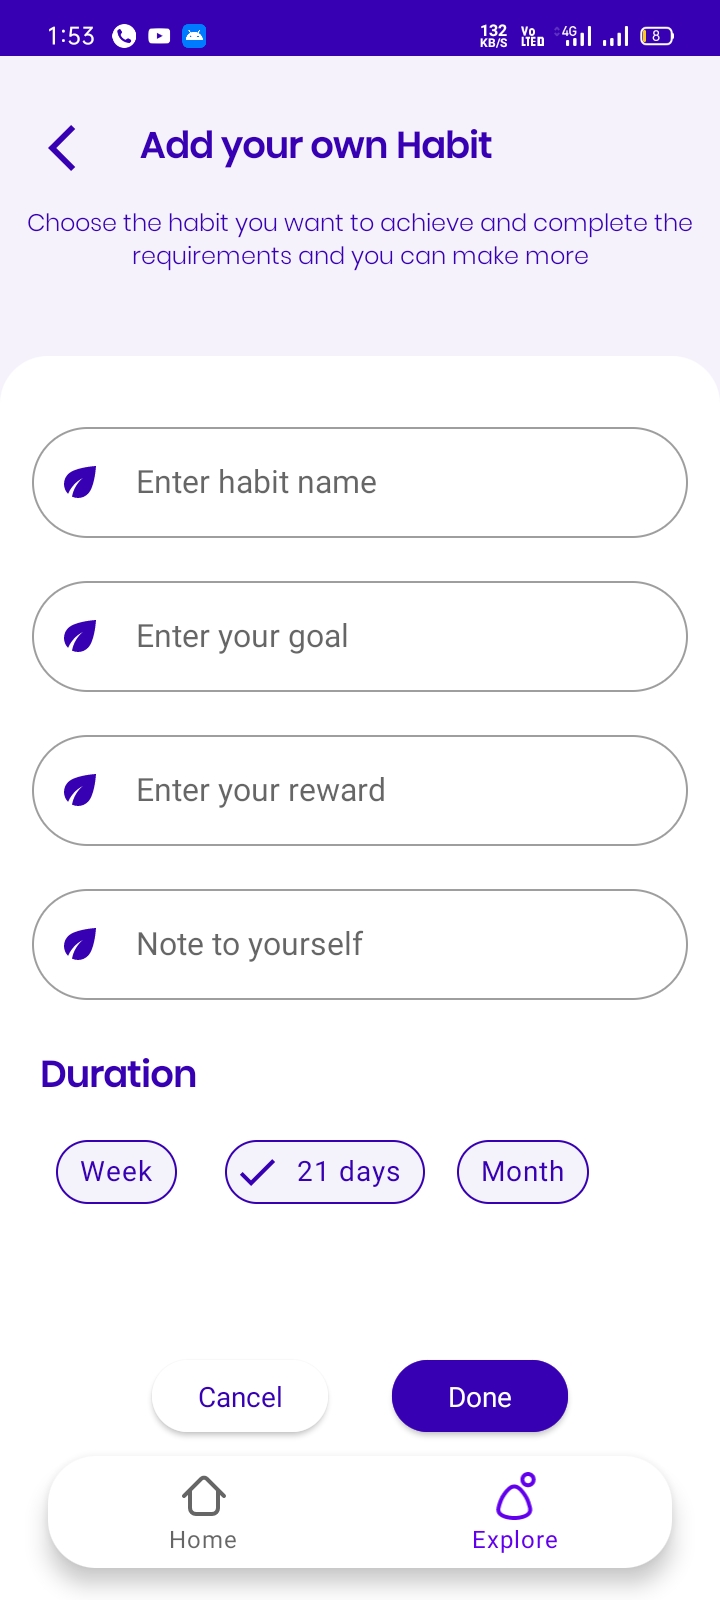 1:53 132 KB/S Vo LTED 4G 8
Add your own Habit
Choose the habit you want to achieve and complete the
requirements and you can make more
Enter habit name
Enter your goal
Enter your reward
Note to yourself
Duration
Week 21 days Month
Cancel Done
Home Explore